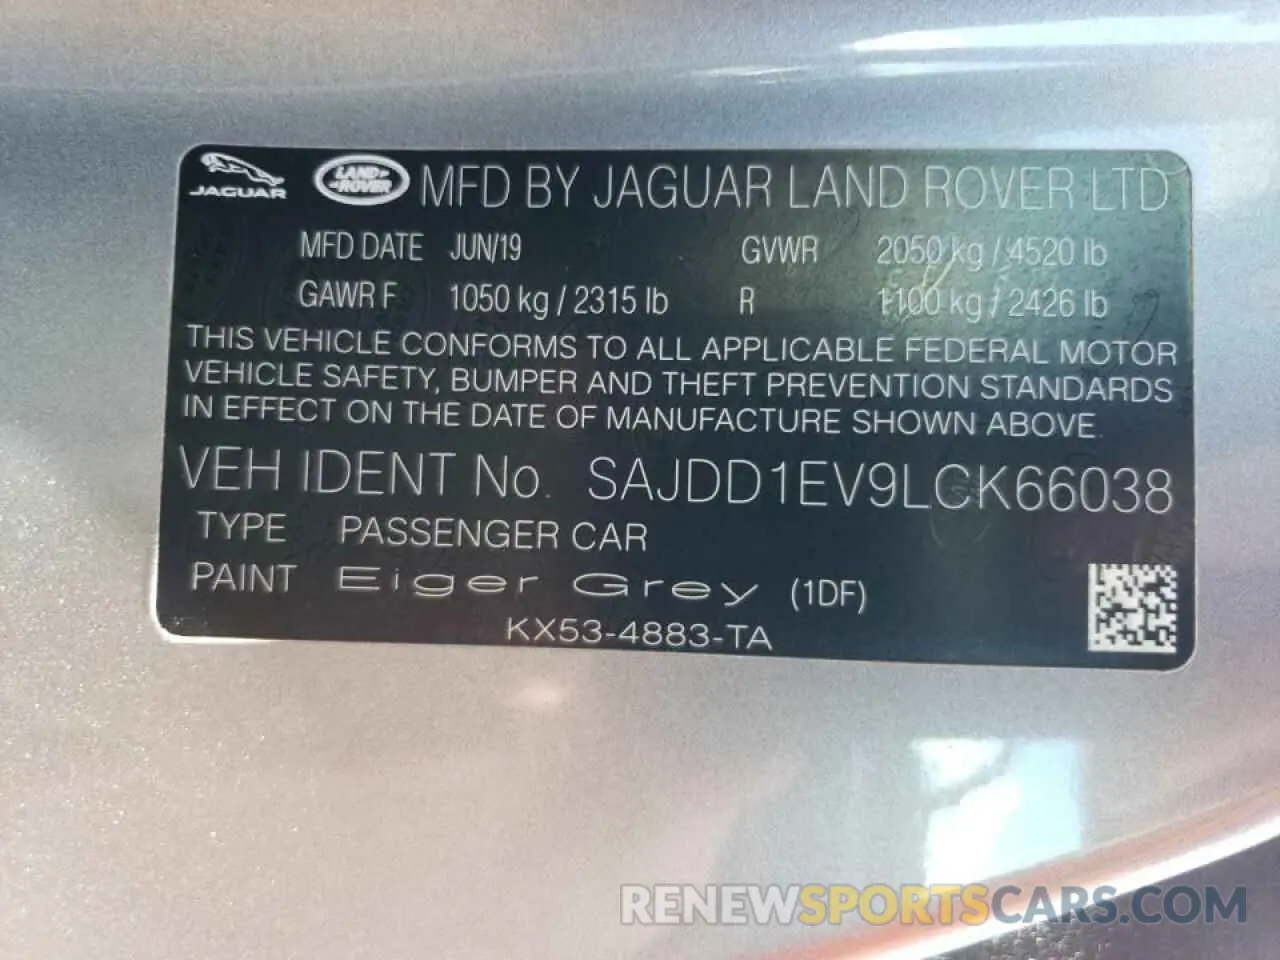 JAGUAR LAND ROVER MFD BY JAGUAR LAND ROVER LTD
MFD DATE JUN/19 GVWR 2050 kg / 4520 lb
GAWR F 1050 kg / 2315 lb R 1100 kg / 2426 lb
THIS VEHICLE CONFORMS TO ALL APPLICABLE FEDERAL MOTOR
VEHICLE SAFETY, BUMPER AND THEFT PREVENTION STANDARDS
IN EFFECT ON THE DATE OF MANUFACTURE SHOWN ABOVE.
VEH IDENT No. SAJDD1EV9LCK66038
TYPE PASSENGER CAR
PAINT Eiger Grey (1DF)
KX53-4883-TA
RENEWSPORTSCARS.COM